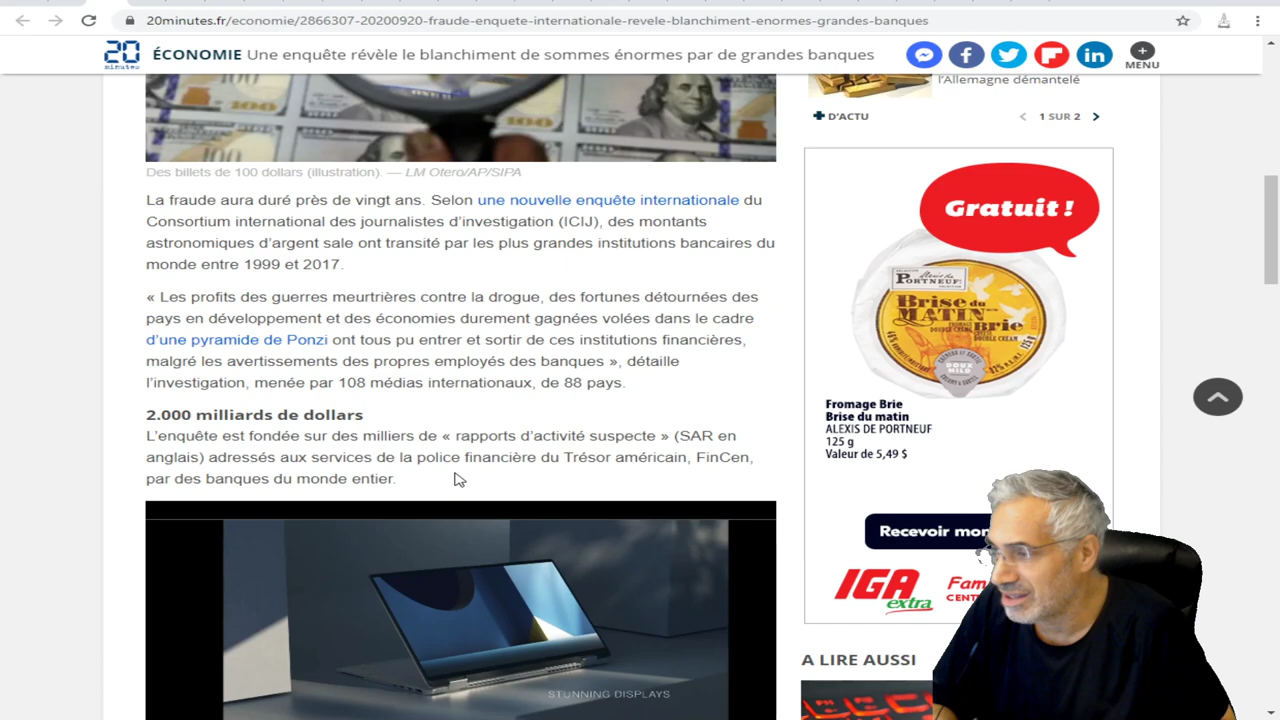 20minutes.fr/economie/2866307-20200920-fraude-enquete-internationale-revele-blanchiment-enormes-grandes-banques
20 minutes
ÉCONOMIE Une enquête révèle le blanchiment de sommes énormes par de grandes banques
MENU
Des billets de 100 dollars (illustration). — LM Otero/AP/SIPA
La fraude aura duré près de vingt ans. Selon une nouvelle enquête internationale du
Consortium international des journalistes d'investigation (ICIJ), des montants
astronomiques d'argent sale ont transité par les plus grandes institutions bancaires du
monde entre 1999 et 2017.
« Les profits des guerres meurtrières contre la drogue, des fortunes détournées des
pays en développement et des économies durement gagnées volées dans le cadre
d'une pyramide de Ponzi ont tous pu entrer et sortir de ces institutions financières,
malgré les avertissements des propres employés des banques », détaille
l'investigation, menée par 108 médias internationaux, de 88 pays.
2.000 milliards de dollars
L'enquête est fondée sur des milliers de « rapports d'activité suspecte » (SAR en
anglais) adressés aux services de la police financière du Trésor américain, FinCen,
par des banques du monde entier.
STUNNING DISPLAYS
l'Allemagne démantelé
D'ACTU
1 SUR 2
Gratuit !
PORTNEUF
BRISE DU
MATIN
BRIE
DOUBLE CREAM
DOUX
MILD
Fromage Brie
Brise du matin
ALEXIS DE PORTNEUF
125 g
Valeur de 5,49 $
Recevoir mon
IGA
extra
Fam
CENT
A LIRE AUSSI